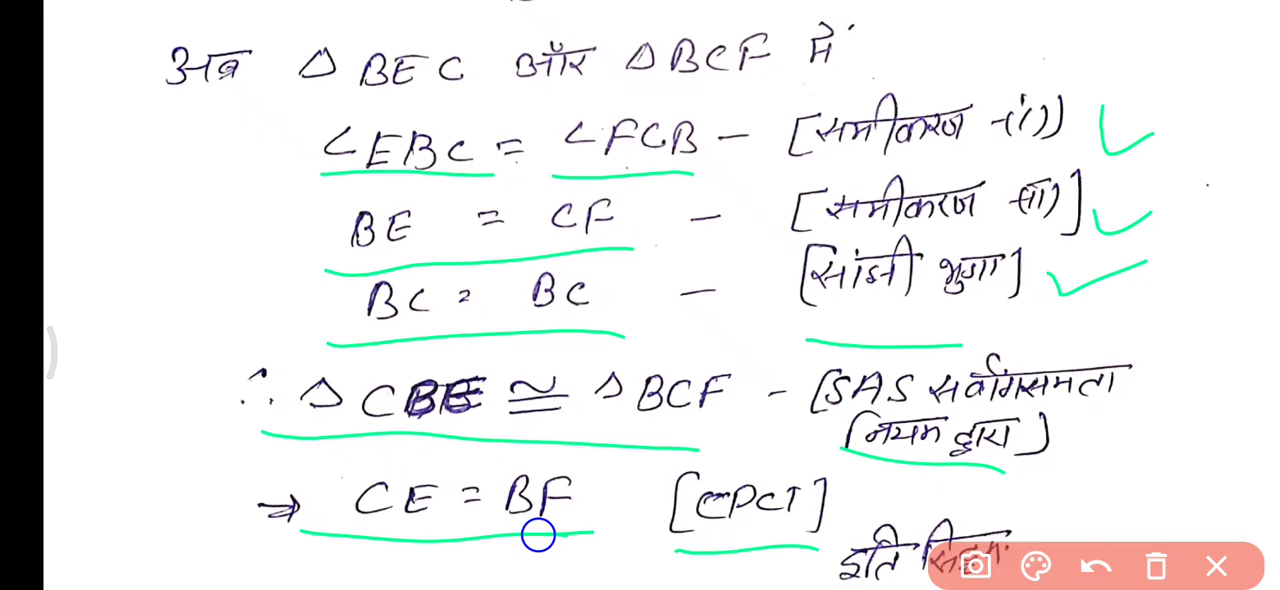 अब △ BEC और △BCF में
∠EBC = ∠FCB - [समीकरण (i)]
BE = CF - [समीकरण (ii)]
BC = BC - [सांझी भुजा]
∴ △ CBE ≅ △BCF - [SAS सर्वांगसमता
नियम द्वारा]
⇒ CE = BF [CPCT]
इति सिद्धम्